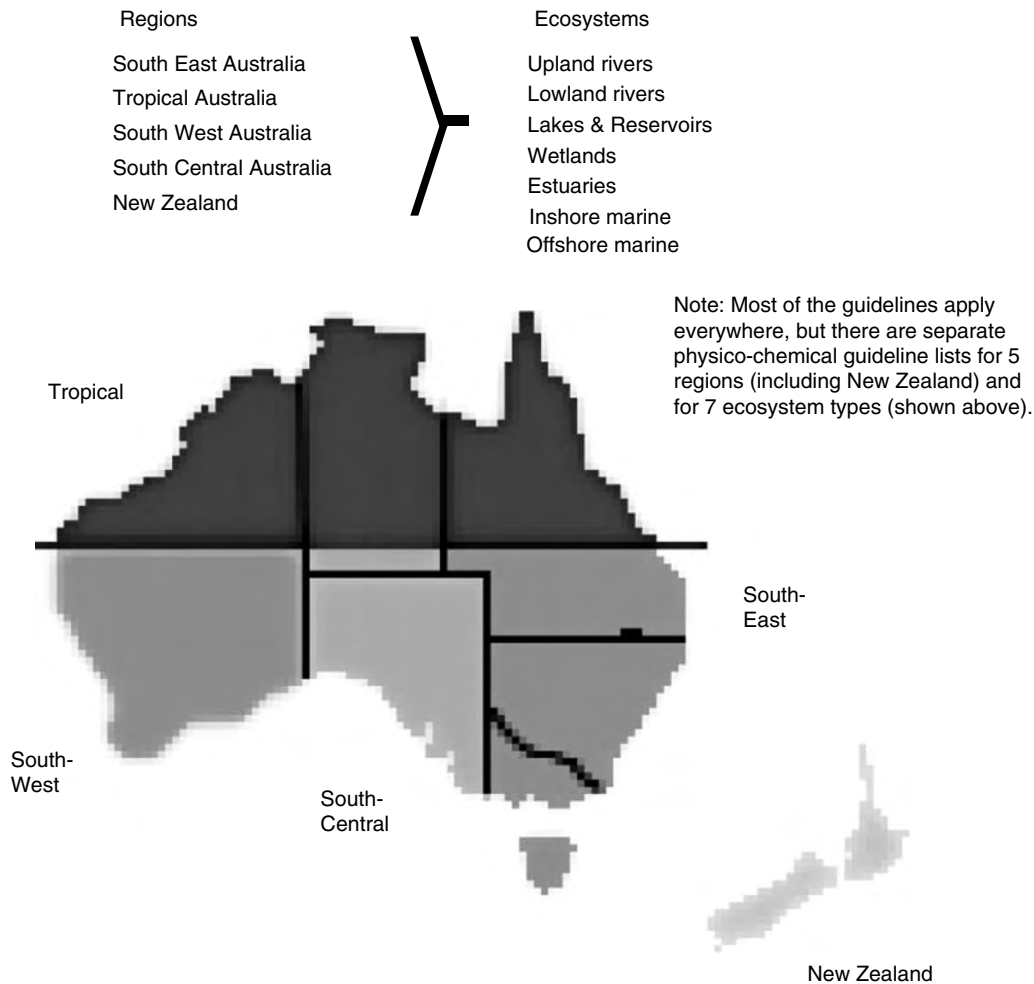 Regions
South East Australia
Tropical Australia
South West Australia
South Central Australia
New Zealand
Ecosystems
Upland rivers
Lowland rivers
Lakes & Reservoirs
Wetlands
Estuaries
Inshore marine
Offshore marine
Note: Most of the guidelines apply
everywhere, but there are separate
physico-chemical guideline lists for 5
regions (including New Zealand) and
for 7 ecosystem types (shown above).
Tropical
South-
East
South-
West
South-
Central
New Zealand